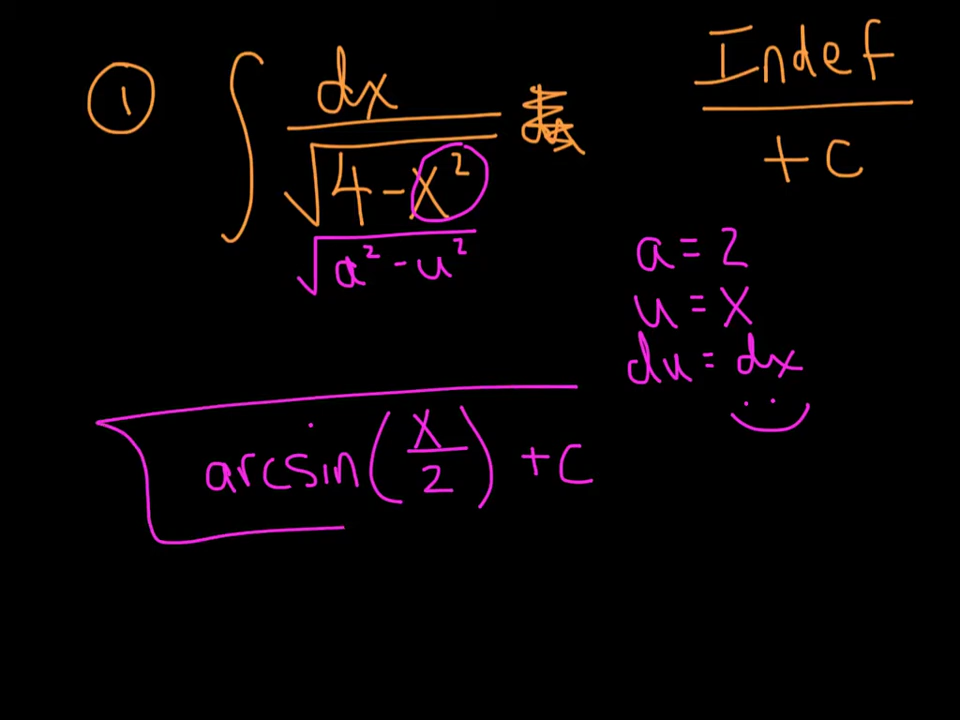 ① ∫ dx / √(4 - x²)
Indef
+ c
√(a² - u²)
a = 2
u = x
du = dx
arcsin(x/2) + c